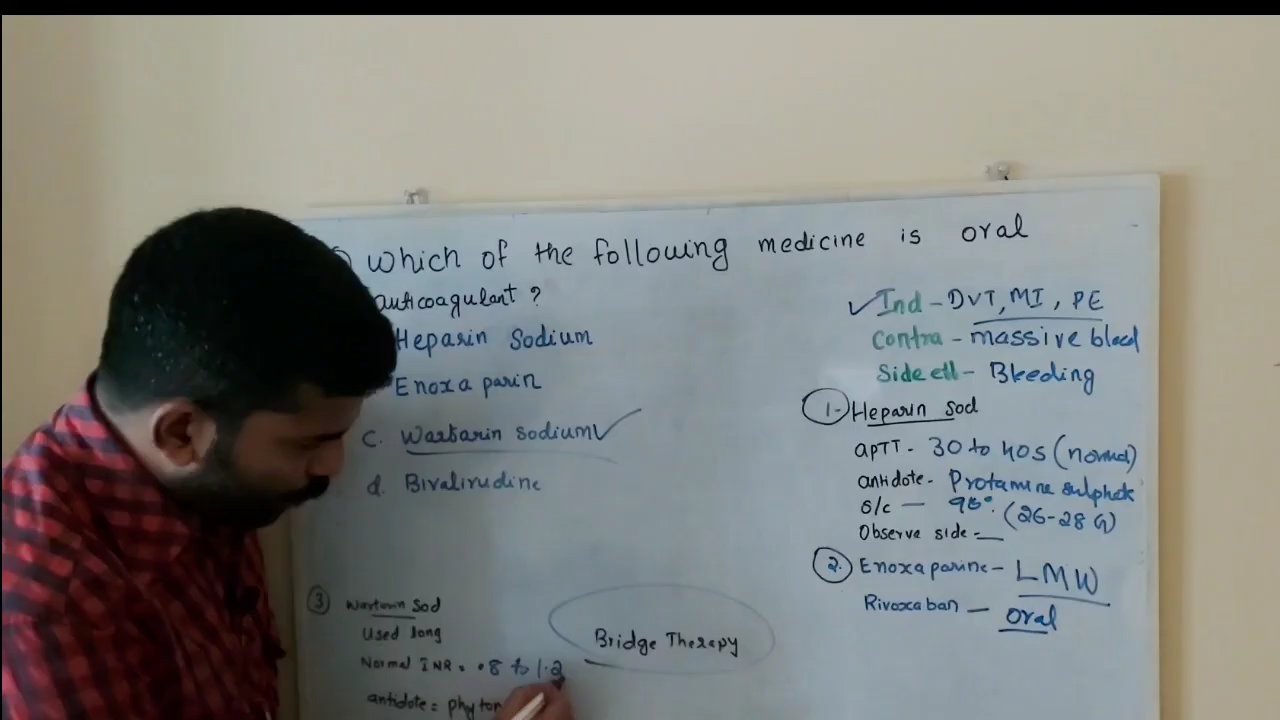 which of the following medicine is oral
anticoagulant ?
Heparin Sodium
Enoxaparin
c. Warfarin Sodium ✓
d. Bivalirudine
✓ Ind - DVT, MI, PE
Contra - massive bleed
Side eff - Bleeding
1- Heparin Sod
aPTT - 30 to 40s (normal)
antidote - Protamine sulphate
S/c — 90° (26-28 G)
Observe side =
2. Enoxaparine - LMW
Rivoxaban — oral
3 Warfarin Sod
Used long
Normal INR = .8 to 1.2
antidote = phyton
Bridge Therapy